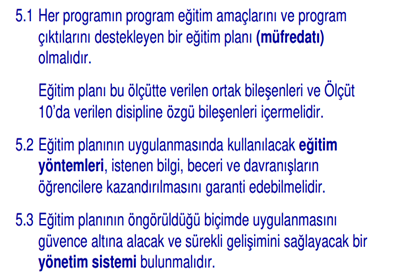 5.1 Her programın program eğitim amaçlarını ve program
çıktılarını destekleyen bir eğitim planı (müfredatı)
olmalıdır.
Eğitim planı bu ölçütte verilen ortak bileşenleri ve Ölçüt
10’da verilen disipline özgü bileşenleri içermelidir.
5.2 Eğitim planının uygulanmasında kullanılacak eğitim
yöntemleri, istenen bilgi, beceri ve davranışların
öğrencilere kazandırılmasını garanti edebilmelidir.
5.3 Eğitim planının öngörüldüğü biçimde uygulanmasını
güvence altına alacak ve sürekli gelişimini sağlayacak bir
yönetim sistemi bulunmalıdır.